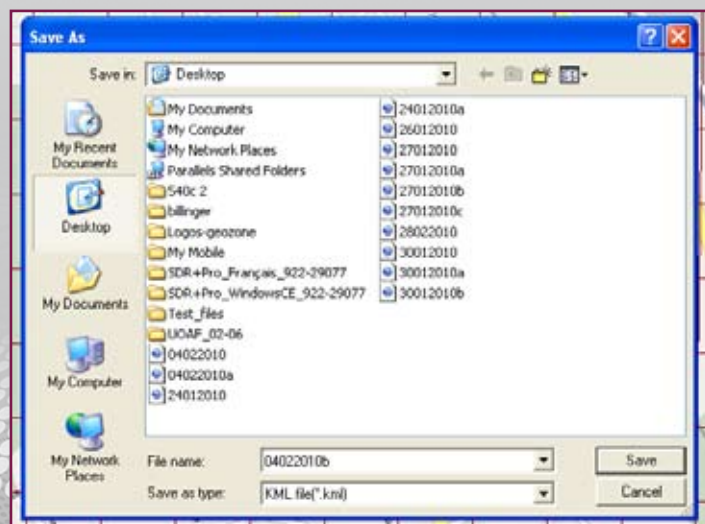 Save As
Save in:
Desktop
My Recent
Documents
Desktop
My Documents
My Computer
My Network
Places
My Documents
My Computer
My Network Places
Parallels Shared Folders
S40c 2
billinger
Logos-geozone
My Mobile
SDR+Pro_Français_922-29077
SDR+Pro_WindowsCE_922-29077
Test_files
UOAF_02-06
04022010
04022010a
24012010
24012010a
26012010
27012010
27012010a
27012010b
27012010c
28022010
30012010
30012010a
30012010b
File name:
04022010b
Save
Save as type:
KML file(*.kml)
Cancel